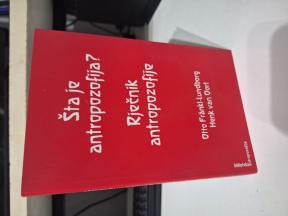 Šta je
antropozofija?
Rječnik
antropozofije
Otto Fränkl-Lundborg
Henk van Oort